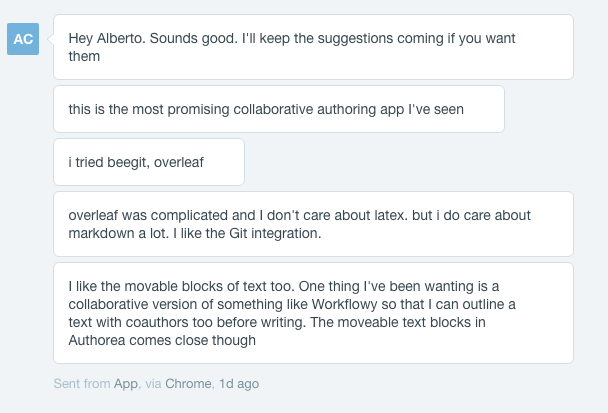 AC
Hey Alberto. Sounds good. I'll keep the suggestions coming if you want
them
this is the most promising collaborative authoring app I've seen
i tried beegit, overleaf
overleaf was complicated and I don't care about latex. but i do care about
markdown a lot. I like the Git integration.
I like the movable blocks of text too. One thing I've been wanting is a
collaborative version of something like Workflowy so that I can outline a
text with coauthors too before writing. The moveable text blocks in
Authorea comes close though
Sent from App, via Chrome, 1d ago